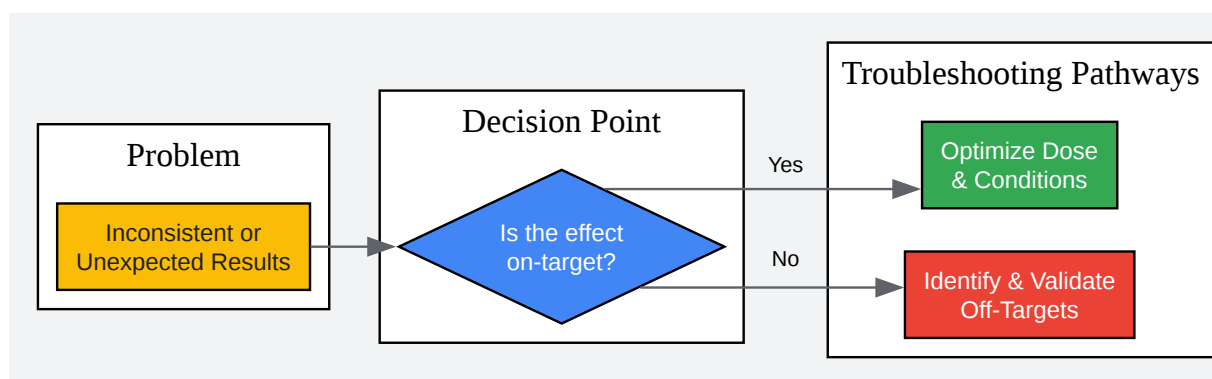 Problem
Inconsistent or
Unexpected Results
Decision Point
Is the effect
on-target?
Yes
No
Troubleshooting Pathways
Optimize Dose
& Conditions
Identify & Validate
Off-Targets